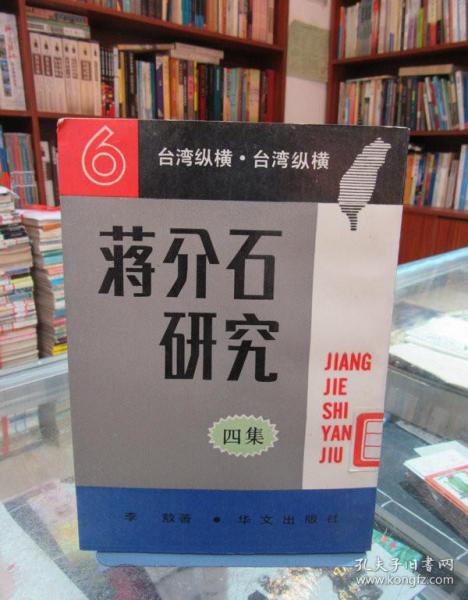 6
台湾纵横·台湾纵横
蒋介石
研究
JIANG
JIE
SHI
YAN
JIU
四集
李 敖著 • 华文出版社
孔夫子旧书网
www.kongfz.com